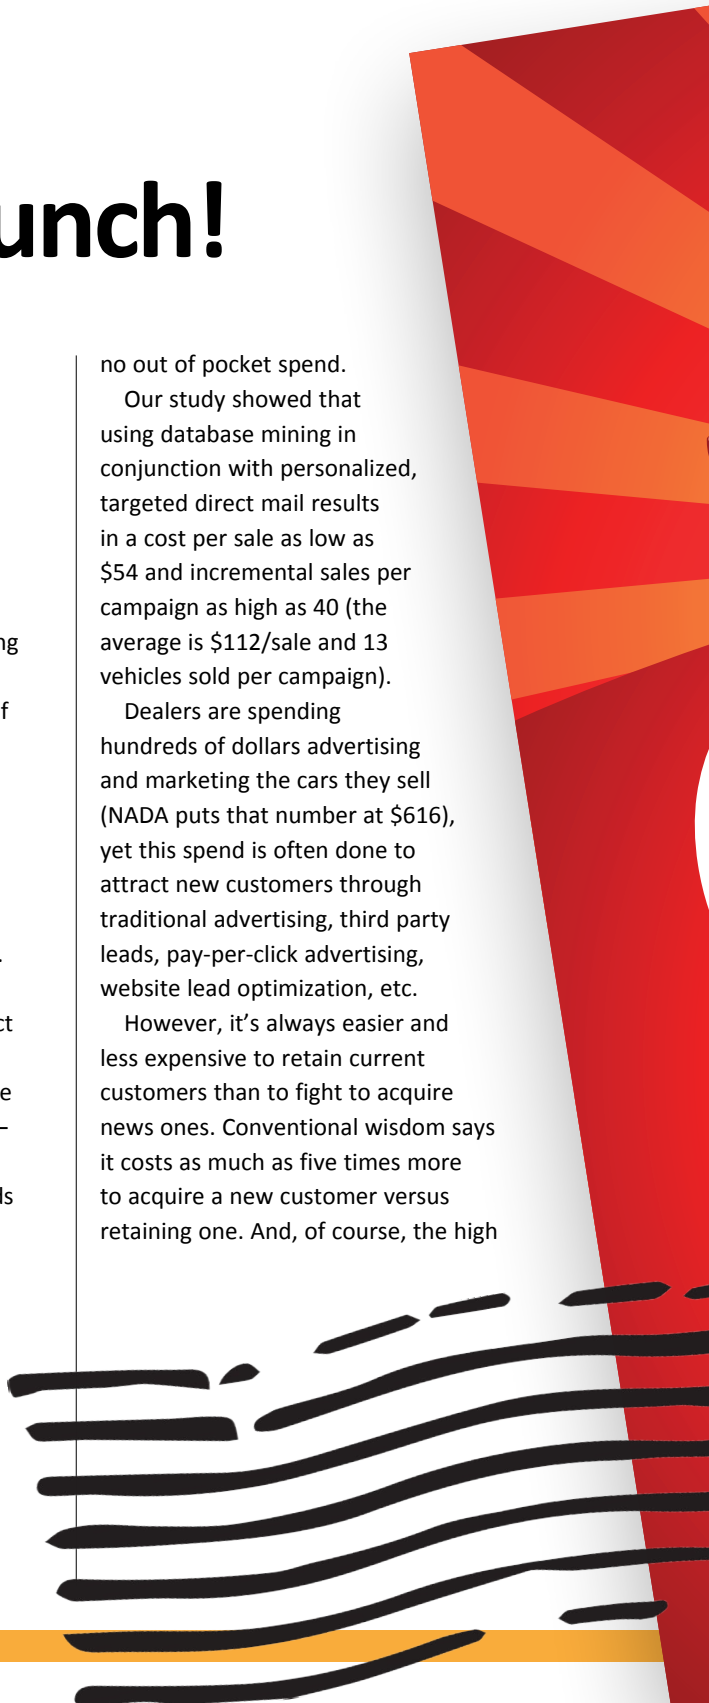 unch!
ng
f
.
ct
e
–
ls
no out of pocket spend.
Our study showed that
using database mining in
conjunction with personalized,
targeted direct mail results
in a cost per sale as low as
$54 and incremental sales per
campaign as high as 40 (the
average is $112/sale and 13
vehicles sold per campaign).
Dealers are spending
hundreds of dollars advertising
and marketing the cars they sell
(NADA puts that number at $616),
yet this spend is often done to
attract new customers through
traditional advertising, third party
leads, pay-per-click advertising,
website lead optimization, etc.
However, it’s always easier and
less expensive to retain current
customers than to fight to acquire
news ones. Conventional wisdom says
it costs as much as five times more
to acquire a new customer versus
retaining one. And, of course, the high